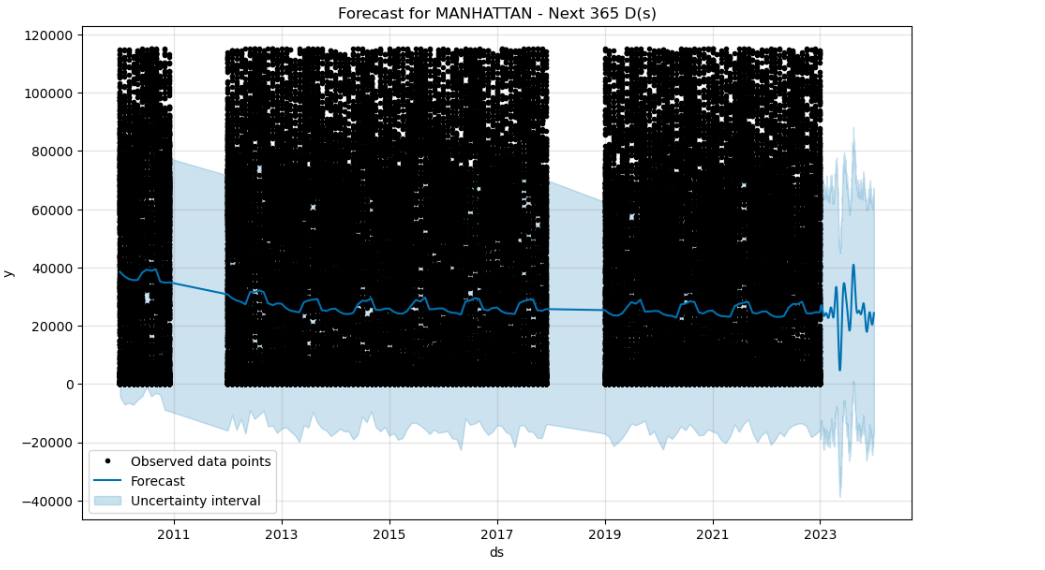 Forecast for MANHATTAN - Next 365 D(s)
120000
100000
80000
60000
40000
20000
0
−20000
−40000
y
Observed data points
Forecast
Uncertainty interval
2011
2013
2015
2017
2019
2021
2023
ds